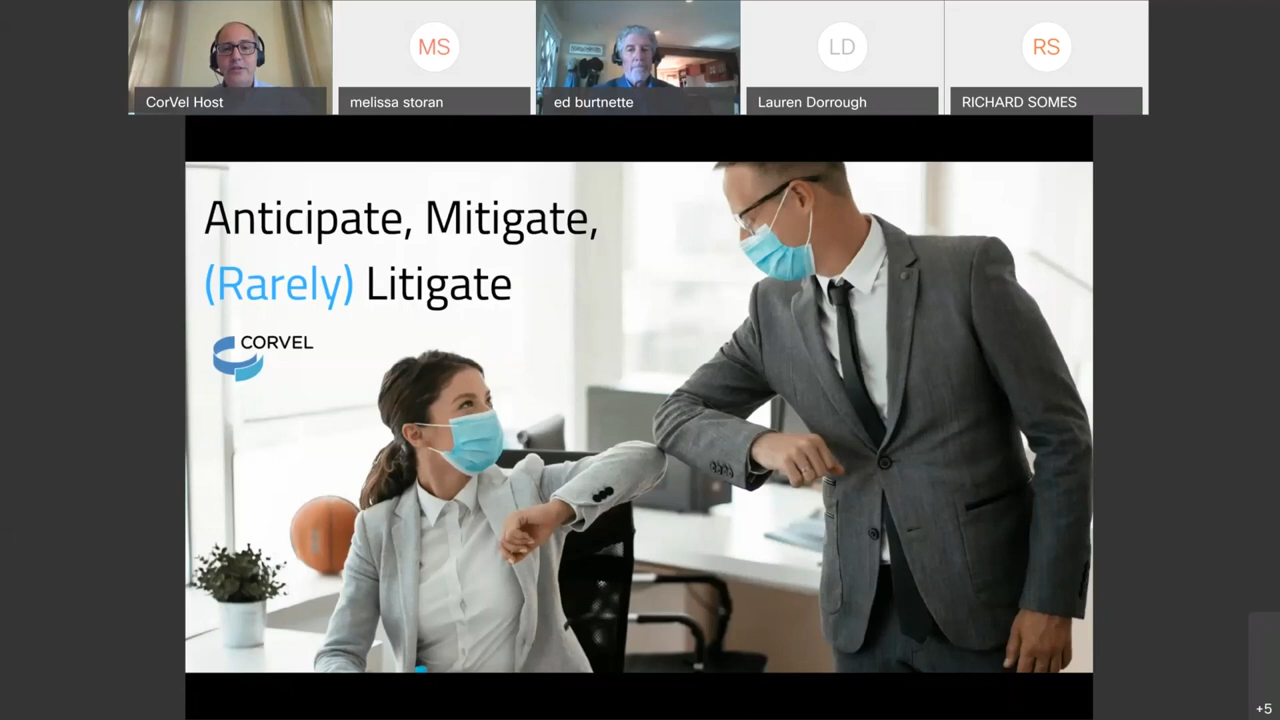 MS
LD
RS
CorVel Host
melissa storan
ed burtnette
Lauren Dorrough
RICHARD SOMES
Anticipate, Mitigate,
(Rarely) Litigate
CORVEL
+5